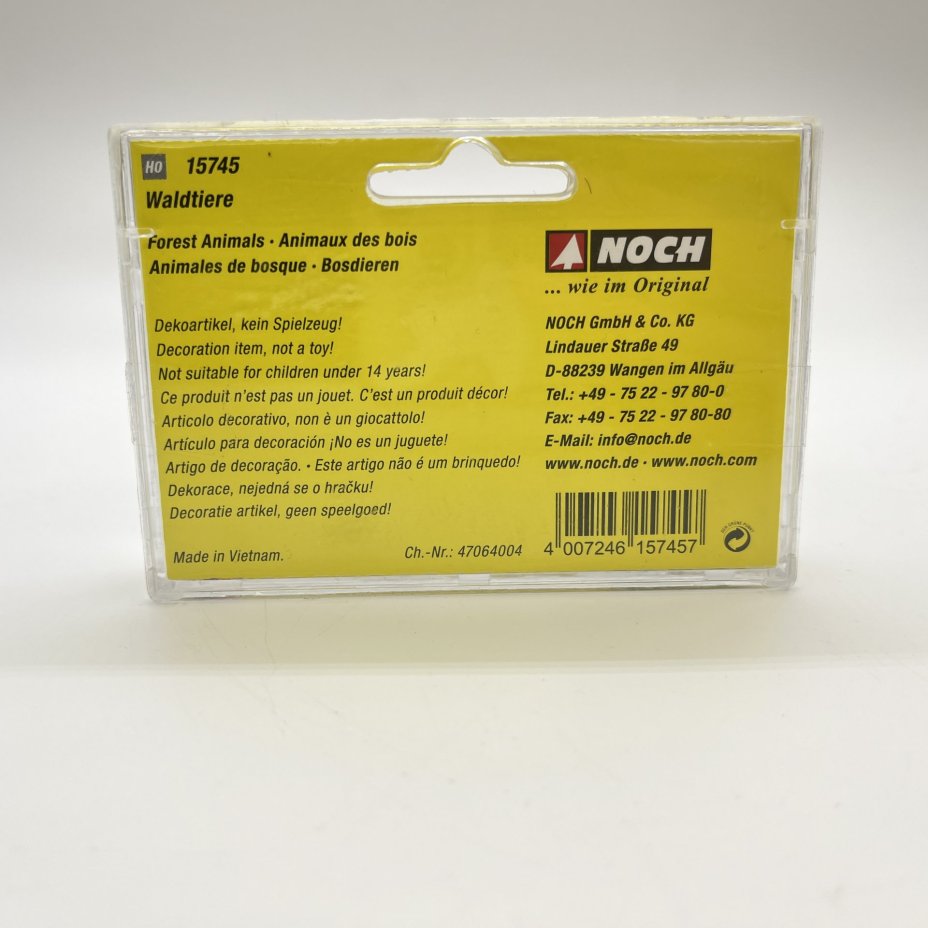 HO 15745
Waldtiere
Forest Animals · Animaux des bois
Animales de bosque · Bosdieren
Dekoartikel, kein Spielzeug!
Decoration item, not a toy!
Not suitable for children under 14 years!
Ce produit n'est pas un jouet. C'est un produit décor!
Articolo decorativo, non è un giocattolo!
Artículo para decoración ¡No es un juguete!
Artigo de decoração. · Este artigo não é um brinquedo!
Dekorace, nejedná se o hračku!
Decoratie artikel, geen speelgoed!
Made in Vietnam.
Ch.-Nr.: 47064004
NOCH
... wie im Original
NOCH GmbH & Co. KG
Lindauer Straße 49
D-88239 Wangen im Allgäu
Tel.: +49 - 75 22 - 97 80-0
Fax: +49 - 75 22 - 97 80-80
E-Mail: info@noch.de
www.noch.de · www.noch.com
4 007246 157457
DER GRÜNE PUNKT